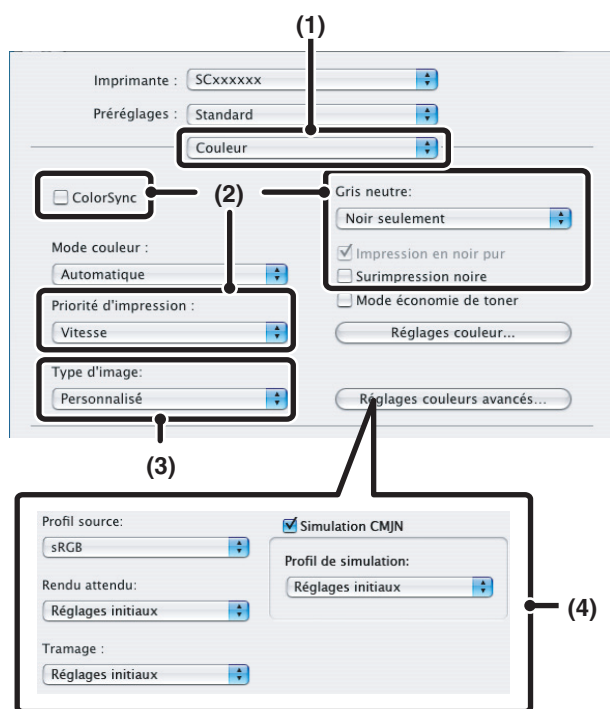 (1)
Imprimante : SCxxxxxx
Préréglages : Standard
Couleur
ColorSync
(2)
Gris neutre:
Noir seulement
Mode couleur :
Impression en noir pur
Automatique
Surimpression noire
Priorité d'impression :
Mode économie de toner
Vitesse
Réglages couleur...
Type d'image:
Personnalisé
Réglages couleurs avancés...
(3)
Profil source:
Simulation CMJN
sRGB
Profil de simulation:
Rendu attendu:
Réglages initiaux
Réglages initiaux
(4)
Tramage :
Réglages initiaux